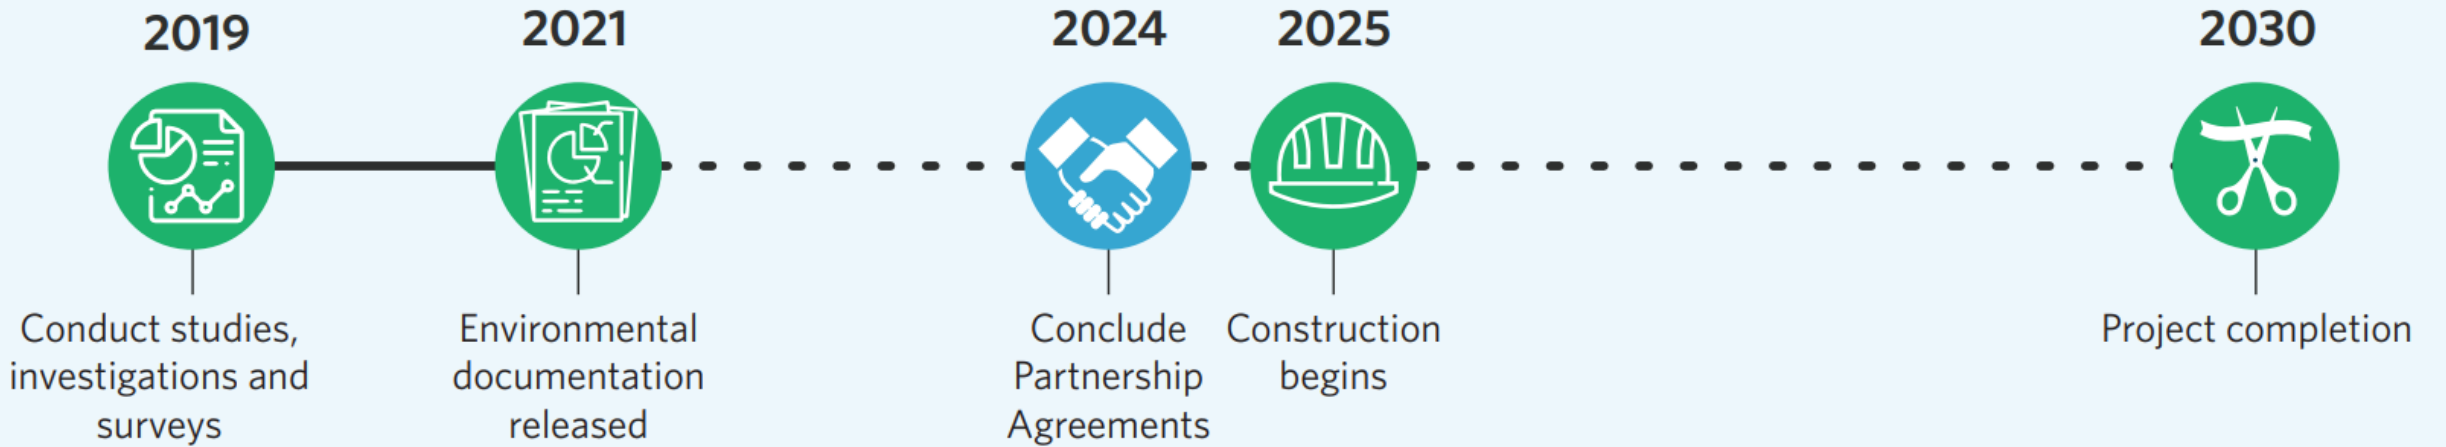 2019
2021
2024
2025
2030
Conduct studies,
investigations and
surveys
Environmental
documentation
released
Conclude
Partnership
Agreements
Construction
begins
Project completion